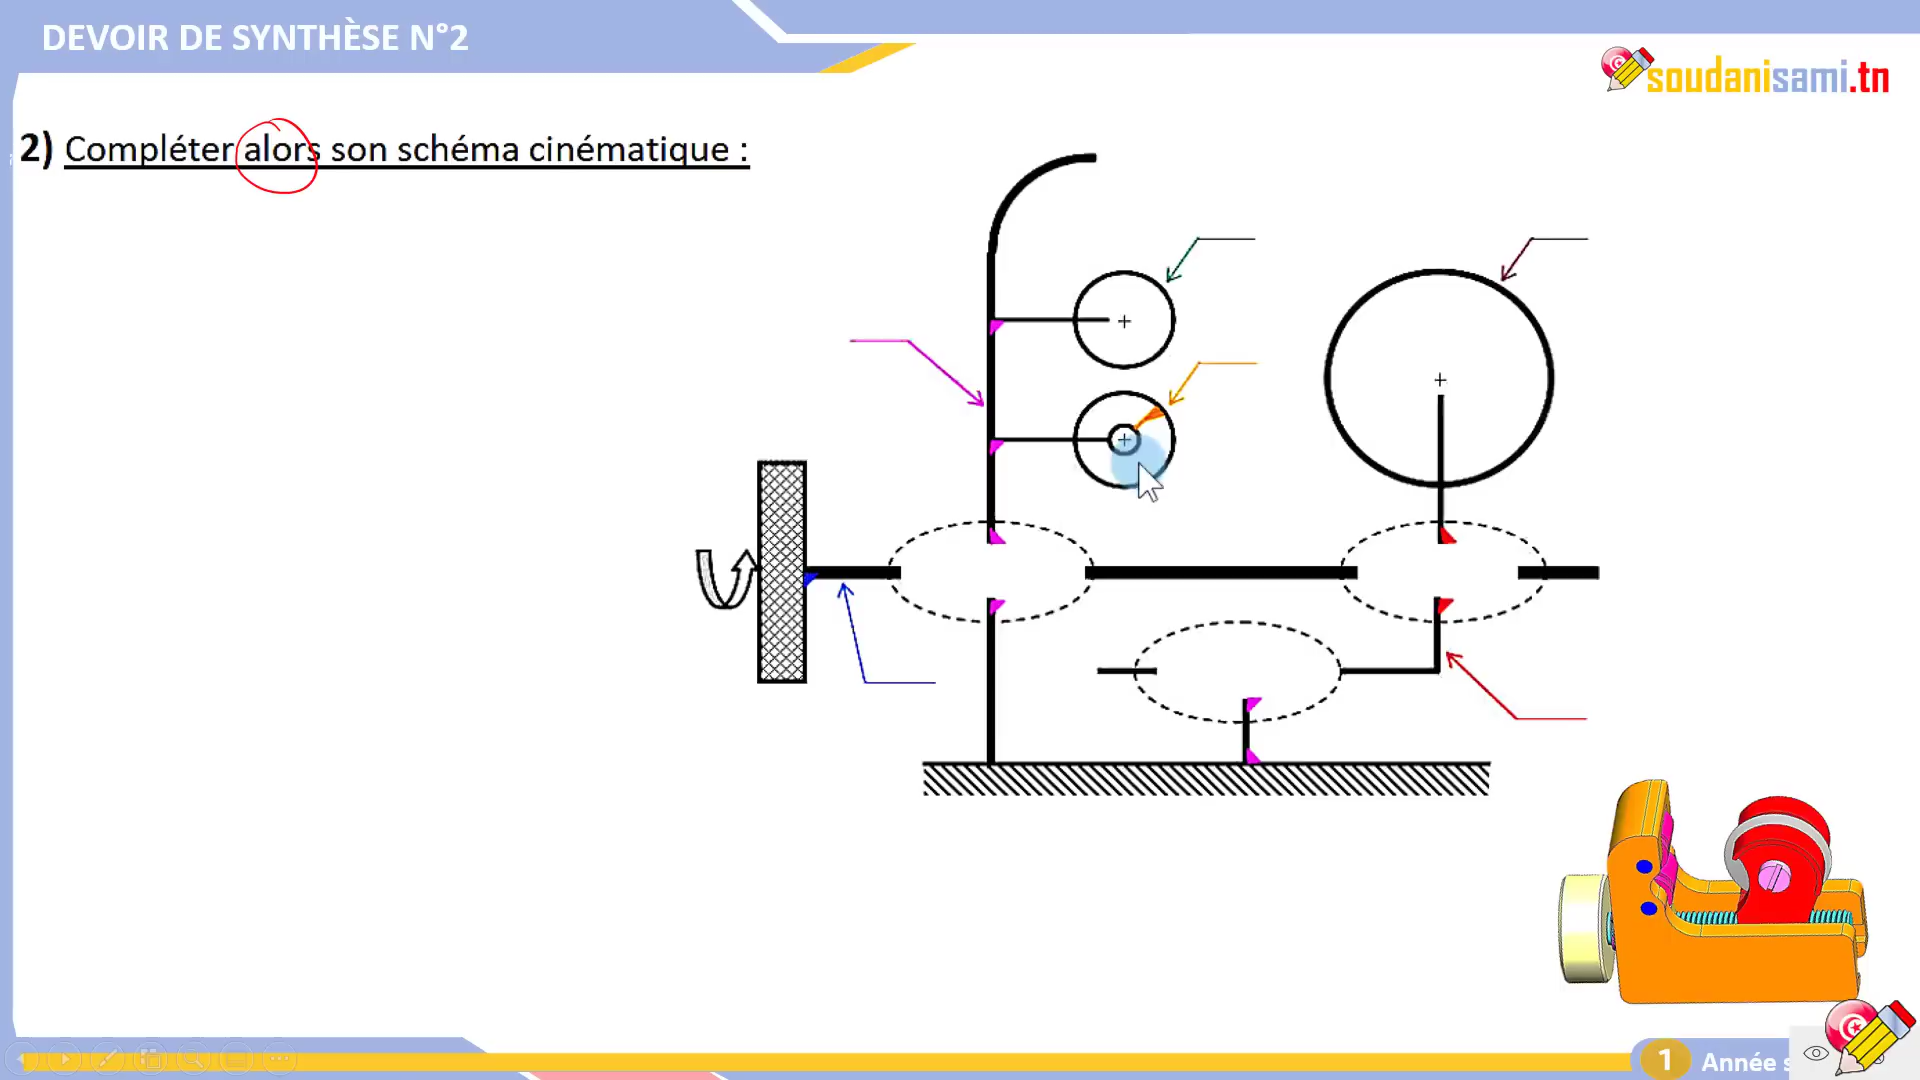 DEVOIR DE SYNTHÈSE N°2
soudanisami.tn
2) Compléter alors son schéma cinématique :
1 Année s